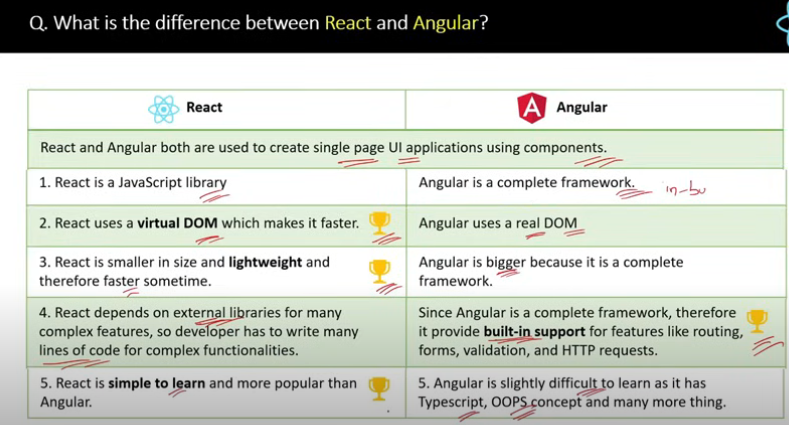 Q. What is the difference between React and Angular?
React
Angular
React and Angular both are used to create single page UI applications using components.
1. React is a JavaScript library
Angular is a complete framework.
in-bu
2. React uses a virtual DOM which makes it faster.
Angular uses a real DOM
3. React is smaller in size and lightweight and
therefore faster sometime.
Angular is bigger because it is a complete
framework.
4. React depends on external libraries for many
complex features, so developer has to write many
lines of code for complex functionalities.
Since Angular is a complete framework, therefore
it provide built-in support for features like routing,
forms, validation, and HTTP requests.
5. React is simple to learn and more popular than
Angular.
5. Angular is slightly difficult to learn as it has
Typescript, OOPS concept and many more thing.